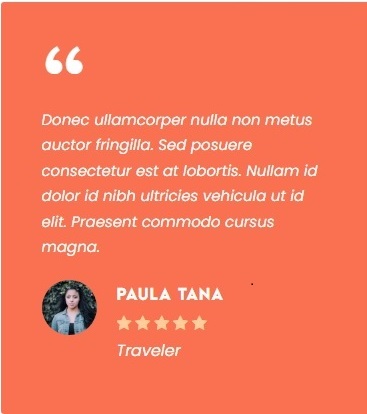 “
Donec ullamcorper nulla non metus
auctor fringilla. Sed posuere
consectetur est at lobortis. Nullam id
dolor id nibh ultricies vehicula ut id
elit. Praesent commodo cursus
magna.
PAULA TANA
Traveler